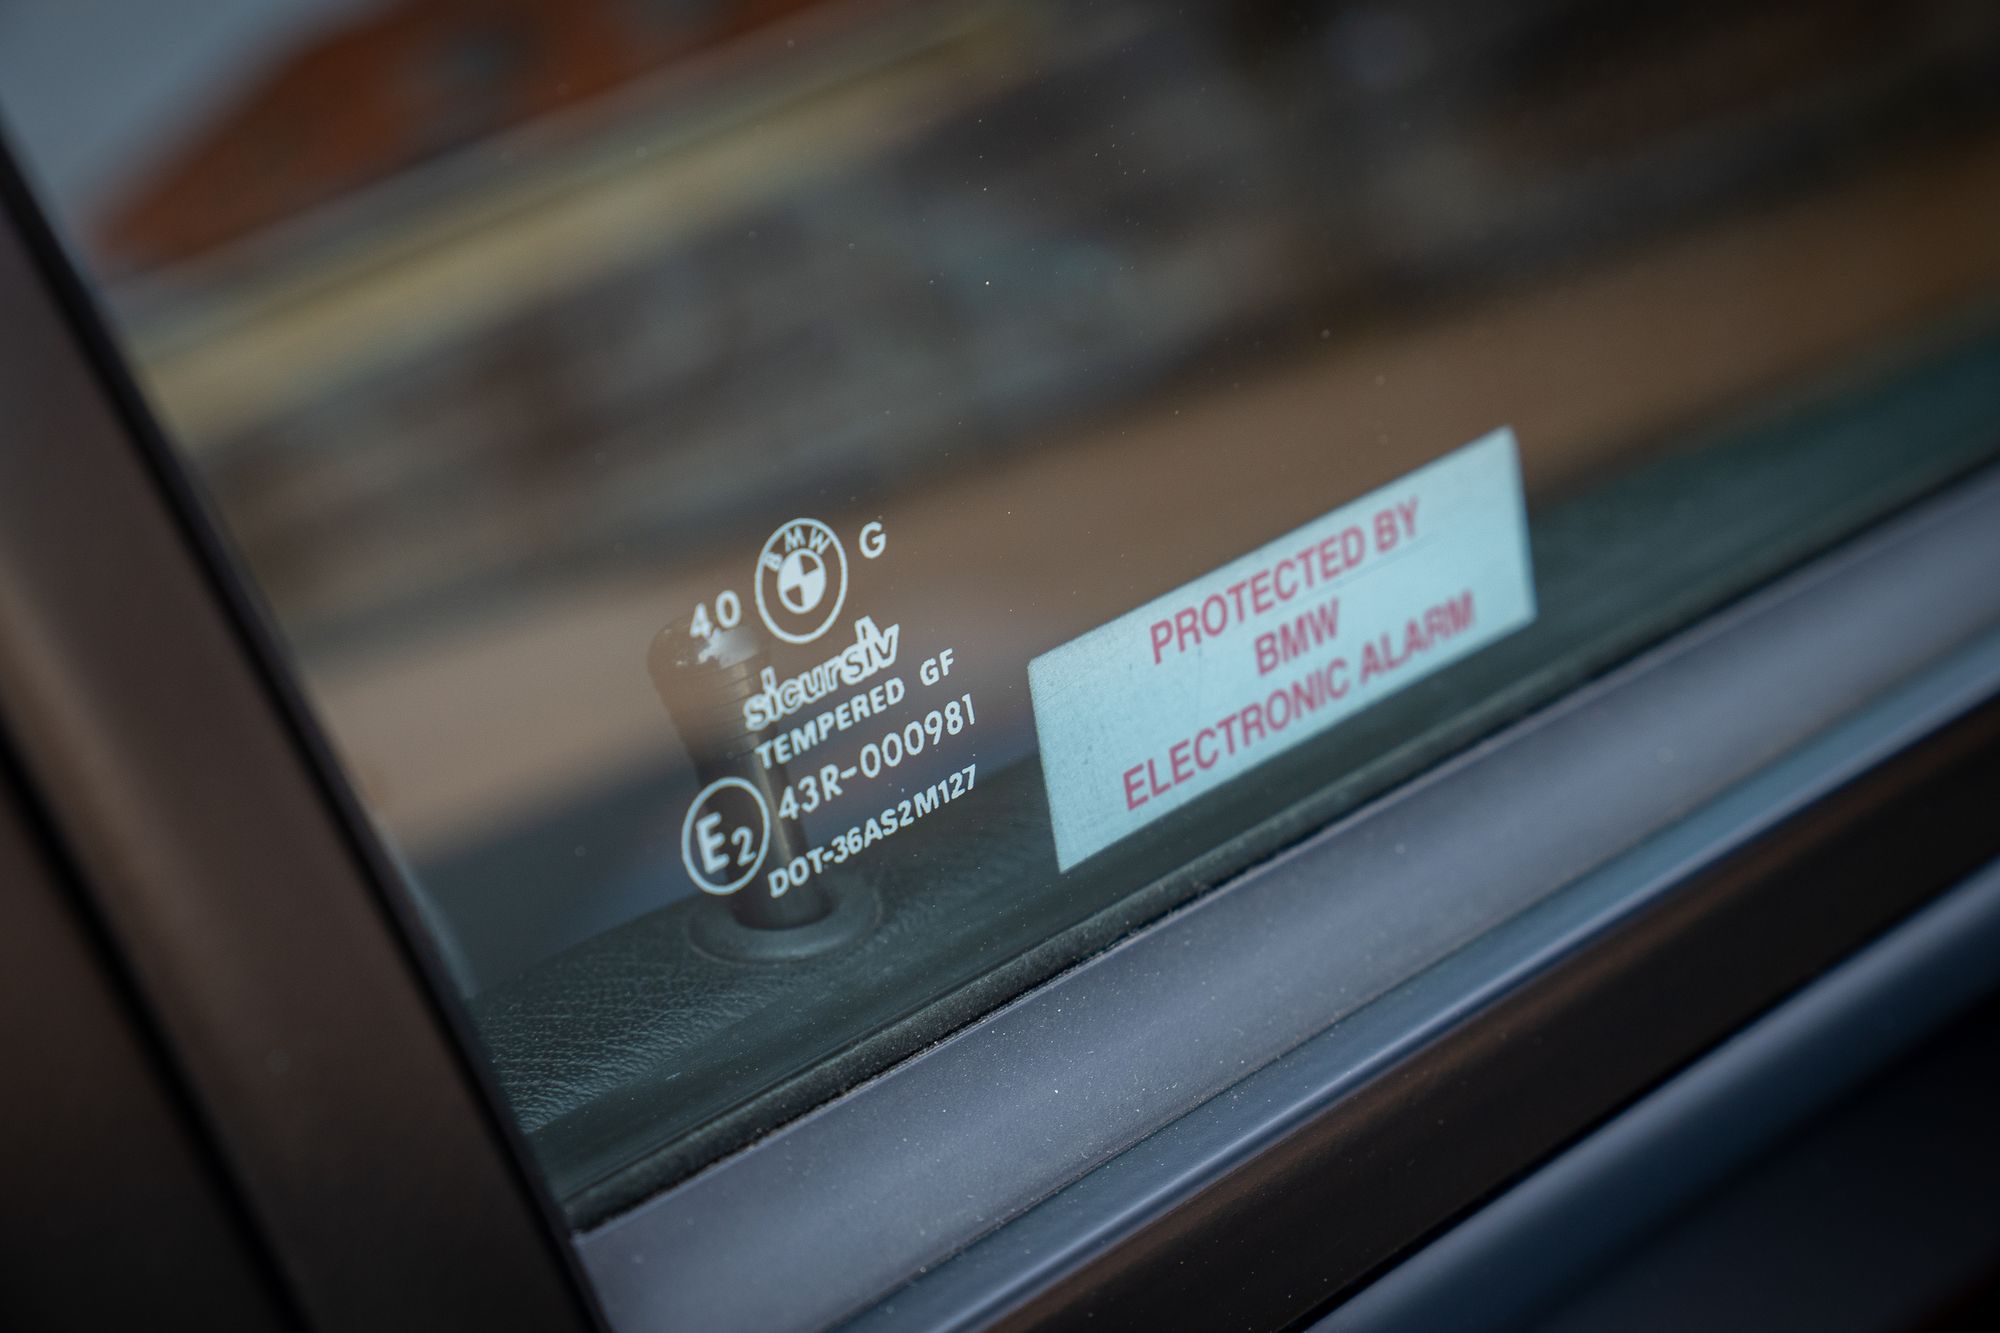 40 BMW G
sicursiv
TEMPERED GF
43R-000981
E2
DOT-36AS2M127
PROTECTED BY
BMW
ELECTRONIC ALARM